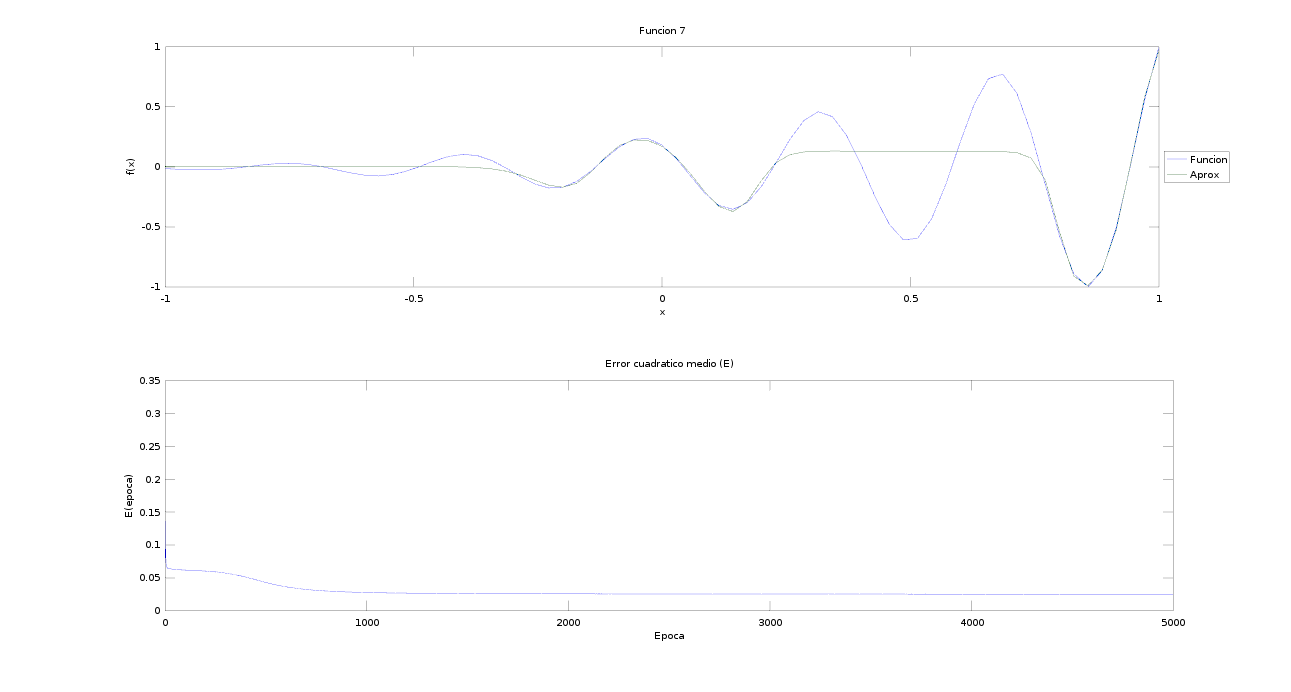 Funcion 7
1
0.5
0
-0.5
-1
f(x)
-1 -0.5 0 0.5 1
x
Funcion
Aprox
Error cuadratico medio (E)
0.35
0.3
0.25
0.2
0.15
0.1
0.05
0
E(epoca)
0 1000 2000 3000 4000 5000
Epoca